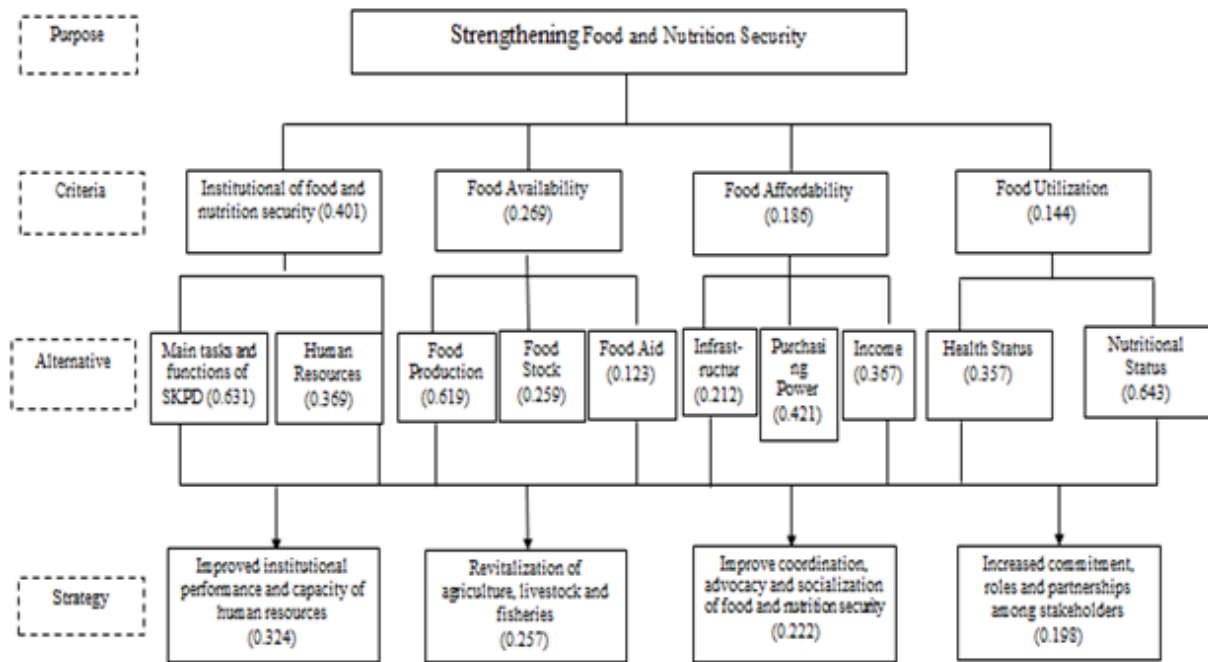 Purpose
Strengthening Food and Nutrition Security
Criteria
Institutional of food and
nutrition security (0.401)
Food Availability
(0.269)
Food Affordability
(0.186)
Food Utilization
(0.144)
Alternative
Main tasks and
functions of
SKPD (0.631)
Human
Resources
(0.369)
Food
Production
(0.619)
Food
Stock
(0.259)
Food Aid
(0.123)
Infrast-
ructur
(0.212)
Purchasi
ng
Power
(0.421)
Income
(0.367)
Health Status
(0.357)
Nutritional
Status
(0.643)
Strategy
Improved institutional
performance and capacity of
human resources
(0.324)
Revitalization of
agriculture, livestock and
fisheries
(0.257)
Improve coordination,
advocacy and socialization
of food and nutrition security
(0.222)
Increased commitment,
roles and partnerships
among stakeholders
(0.198)